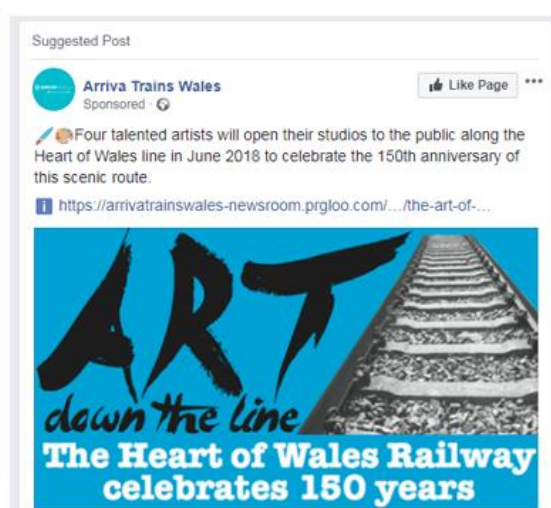 Suggested Post
Arriva Trains Wales
Sponsored ·
Like Page
Four talented artists will open their studios to the public along the
Heart of Wales line in June 2018 to celebrate the 150th anniversary of
this scenic route.
https://arrivatrainswales-newsroom.prgloo.com/…/the-art-of-…
ART
down the line
The Heart of Wales Railway
celebrates 150 years